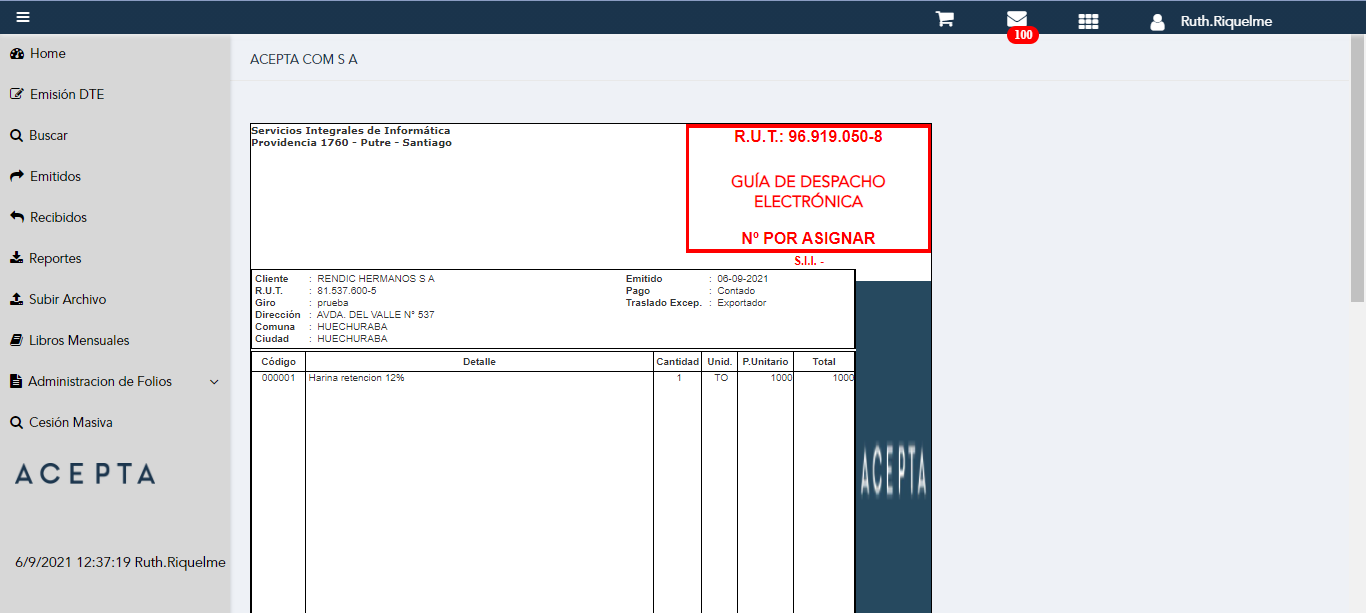 Ruth.Riquelme
100
Home
Emisión DTE
Buscar
Emitidos
Recibidos
Reportes
Subir Archivo
Libros Mensuales
Administracion de Folios
Cesión Masiva
ACEPTA
6/9/2021 12:37:19 Ruth.Riquelme
ACEPTA COM S A
Servicios Integrales de Informática
Providencia 1760 - Putre - Santiago
R.U.T.: 96.919.050-8
GUÍA DE DESPACHO
ELECTRÓNICA
Nº POR ASIGNAR
S.I.I. -
Cliente : RENDIC HERMANOS S A
R.U.T. : 81.537.600-5
Giro : prueba
Dirección : AVDA. DEL VALLE N° 537
Comuna : HUECHURABA
Ciudad : HUECHURABA
Emitido : 06-09-2021
Pago : Contado
Traslado Excep. : Exportador
Código Detalle Cantidad Unid. P.Unitario Total
000001 Harina retencion 12% 1 TO 1000 1000
ACEPTA